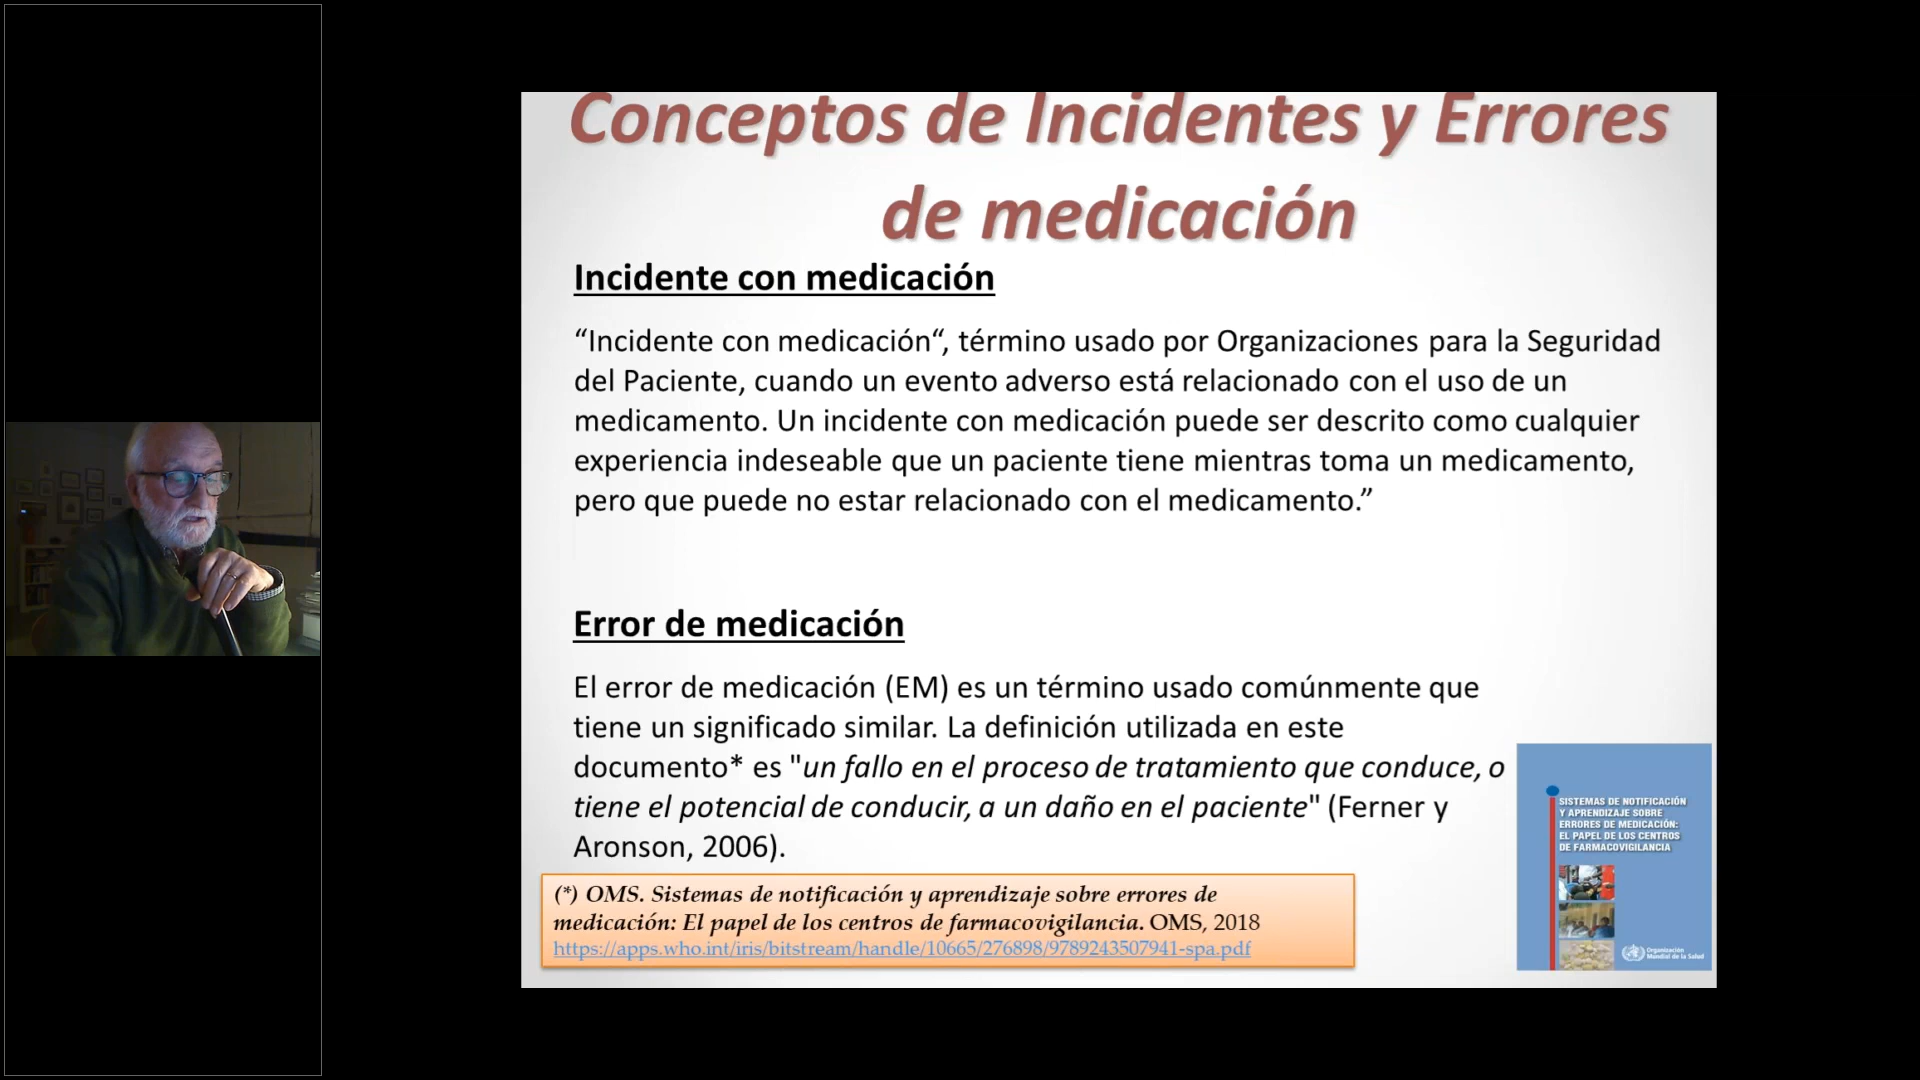 Conceptos de Incidentes y Errores
de medicación
Incidente con medicación
“Incidente con medicación“, término usado por Organizaciones para la Seguridad
del Paciente, cuando un evento adverso está relacionado con el uso de un
medicamento. Un incidente con medicación puede ser descrito como cualquier
experiencia indeseable que un paciente tiene mientras toma un medicamento,
pero que puede no estar relacionado con el medicamento.”
Error de medicación
El error de medicación (EM) es un término usado comúnmente que
tiene un significado similar. La definición utilizada en este
documento* es "un fallo en el proceso de tratamiento que conduce, o
tiene el potencial de conducir, a un daño en el paciente" (Ferner y
Aronson, 2006).
(*) OMS. Sistemas de notificación y aprendizaje sobre errores de
medicación: El papel de los centros de farmacovigilancia. OMS, 2018
https://apps.who.int/iris/bitstream/handle/10665/276898/9789243507941-spa.pdf
SISTEMAS DE NOTIFICACIÓN
Y APRENDIZAJE SOBRE
ERRORES DE MEDICACIÓN:
EL PAPEL DE LOS CENTROS
DE FARMACOVIGILANCIA
Organización
Mundial de la Salud